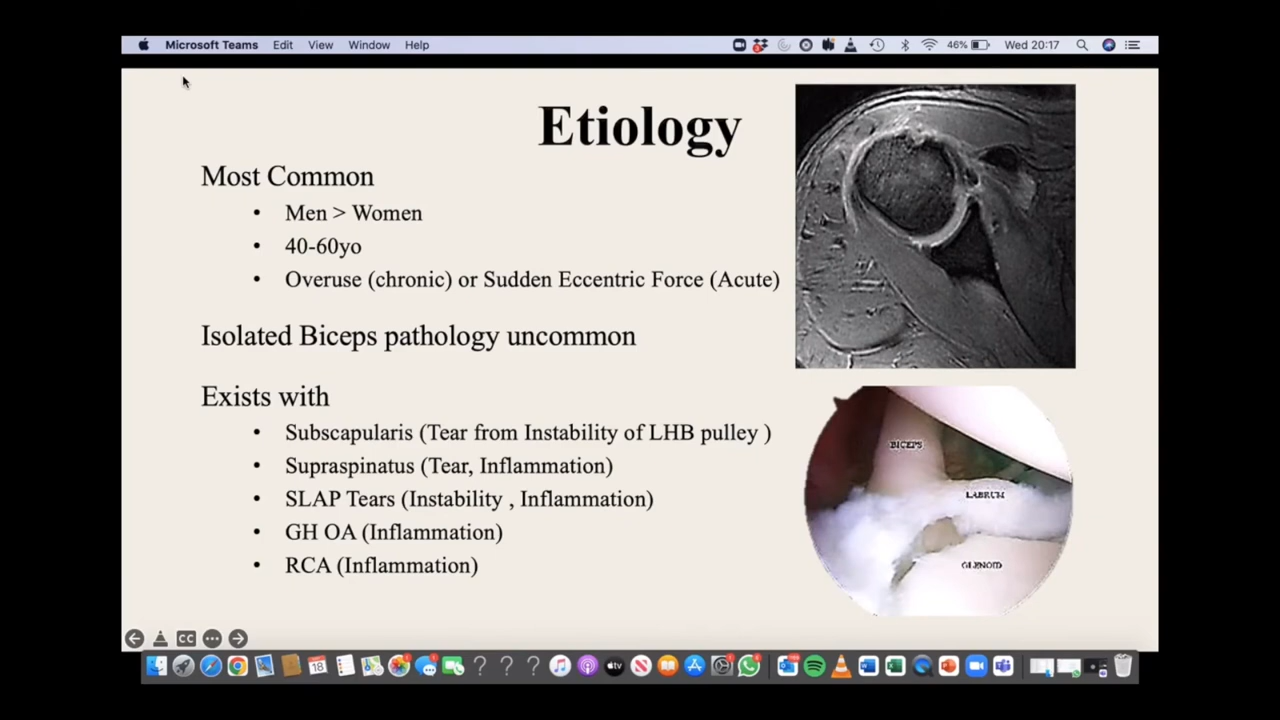 Microsoft Teams Edit View Window Help 46% Wed 20:17
Etiology
Most Common
• Men > Women
• 40-60yo
• Overuse (chronic) or Sudden Eccentric Force (Acute)
Isolated Biceps pathology uncommon
Exists with
• Subscapularis (Tear from Instability of LHB pulley )
• Supraspinatus (Tear, Inflammation)
• SLAP Tears (Instability , Inflammation)
• GH OA (Inflammation)
• RCA (Inflammation)
BICEPS
LABRUM
GLENOID
CC
18
tv